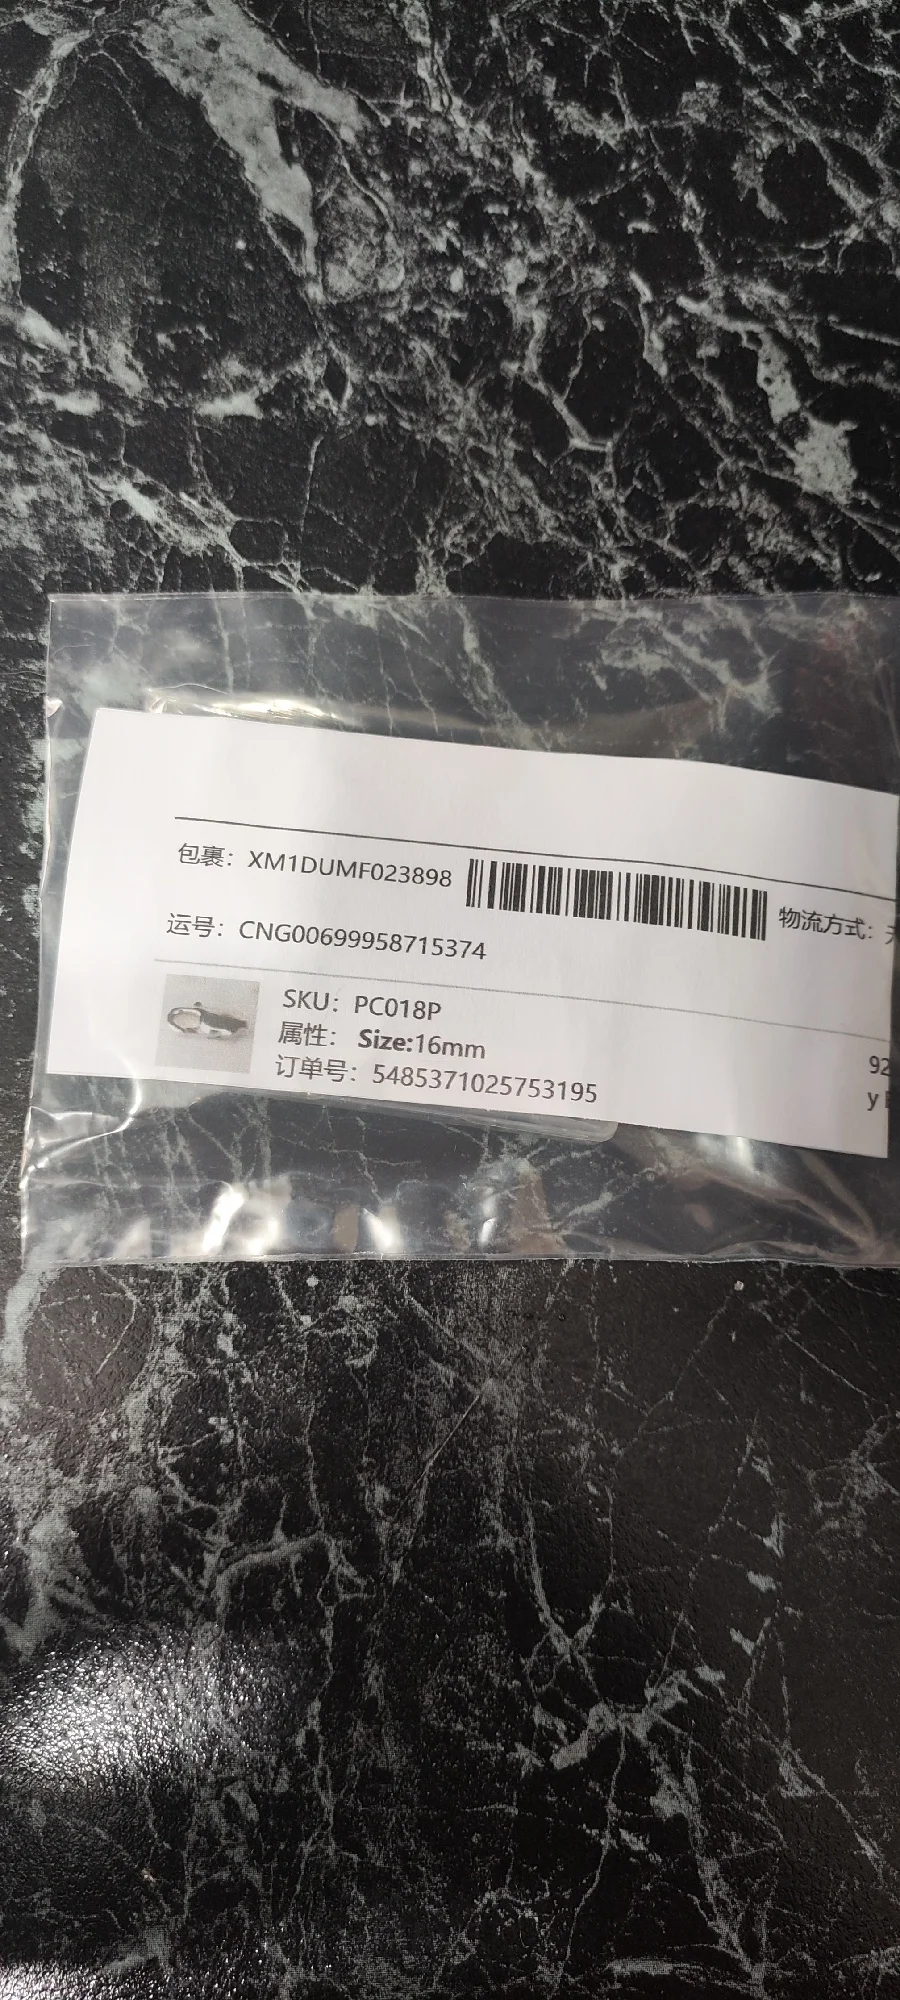 包裹：XM1DUMF023898
物流方式：
运号：CNG00699958715374
SKU：PC018P
属性： Size:16mm
92
订单号：5485371025753195
y